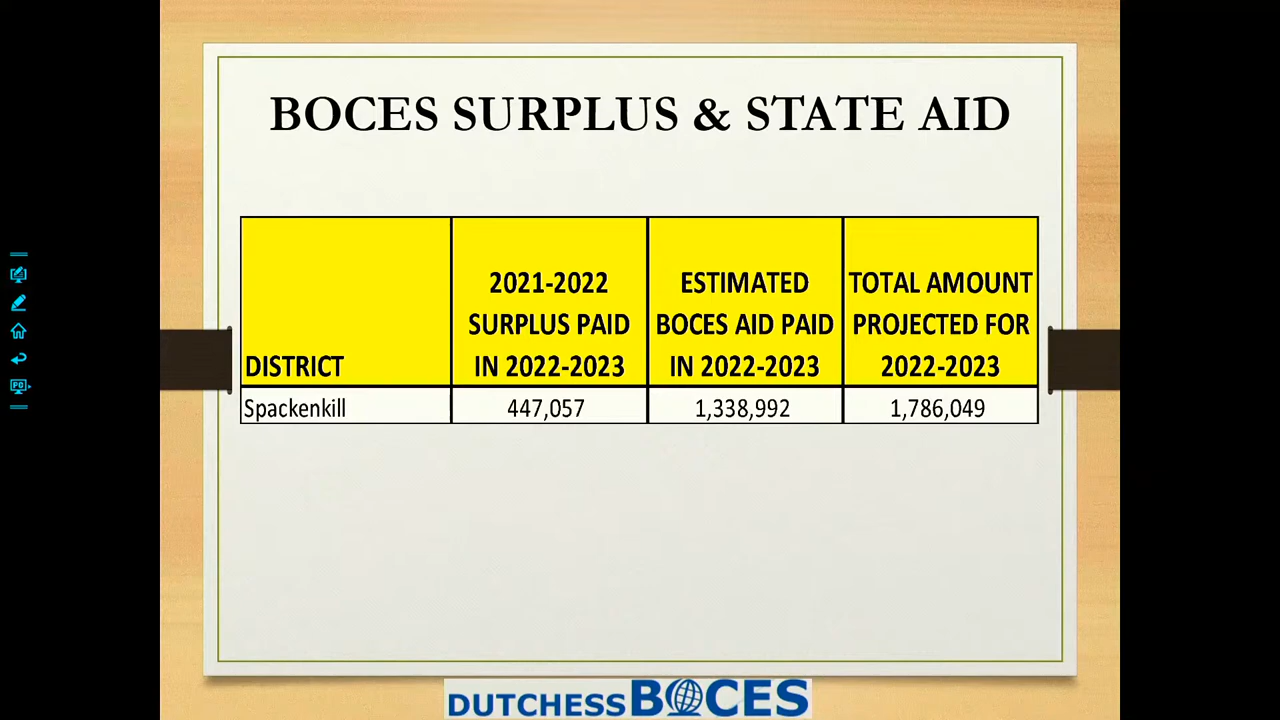 BOCES SURPLUS & STATE AID
DISTRICT
2021-2022
SURPLUS PAID
IN 2022-2023
ESTIMATED
BOCES AID PAID
IN 2022-2023
TOTAL AMOUNT
PROJECTED FOR
2022-2023
Spackenkill 447,057 1,338,992 1,786,049
DUTCHESS BOCES